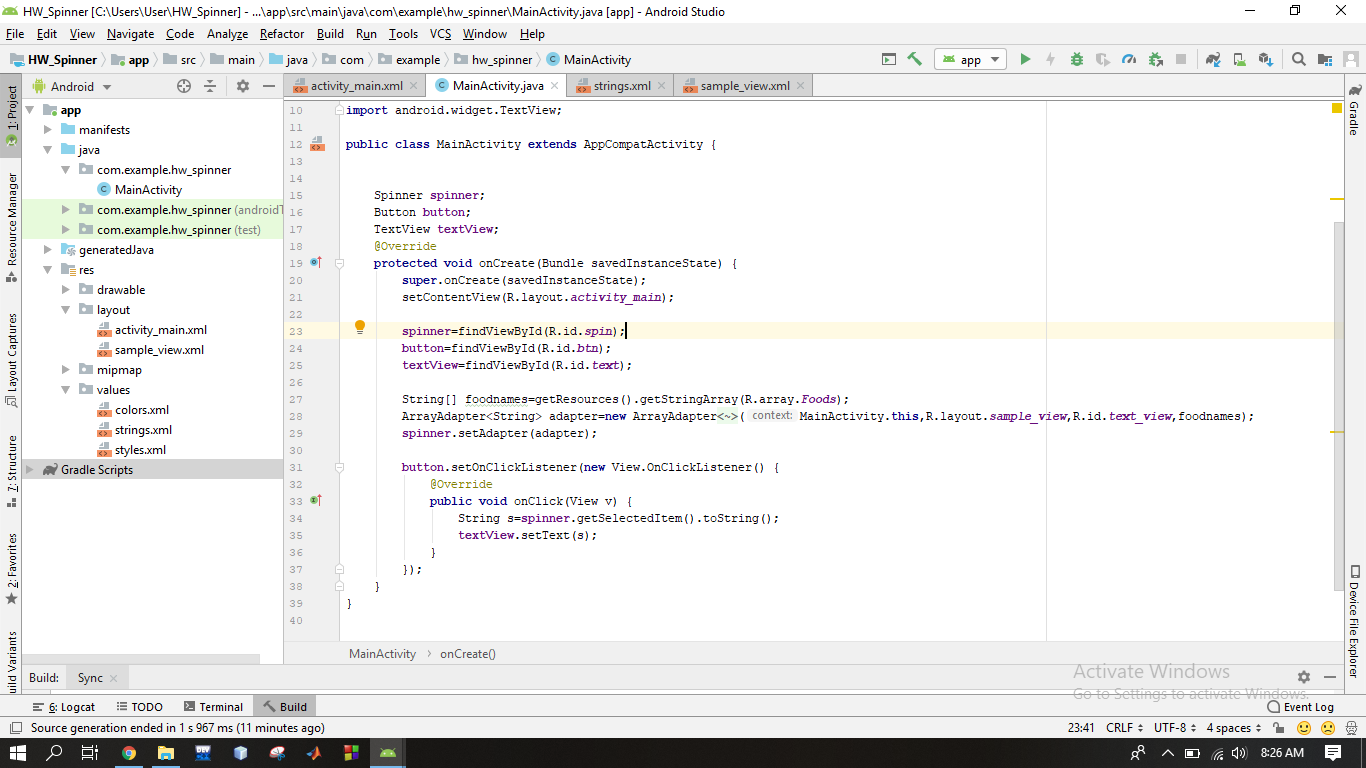 HW_Spinner [C:\Users\User\HW_Spinner] - ...\app\src\main\java\com\example\hw_spinner\MainActivity.java [app] - Android Studio
File Edit View Navigate Code Analyze Refactor Build Run Tools VCS Window Help
HW_Spinner app src main java com example hw_spinner MainActivity app
Android activity_main.xml MainActivity.java strings.xml sample_view.xml
1: Project
Resource Manager
Layout Captures
7: Structure
2: Favorites
uild Variants
app
manifests
java
com.example.hw_spinner
MainActivity
com.example.hw_spinner (androidT
com.example.hw_spinner (test)
generatedJava
res
drawable
layout
activity_main.xml
sample_view.xml
mipmap
values
colors.xml
strings.xml
styles.xml
Gradle Scripts
10 import android.widget.TextView;
11
12 public class MainActivity extends AppCompatActivity {
13
14
15 Spinner spinner;
16 Button button;
17 TextView textView;
18 @Override
19 protected void onCreate(Bundle savedInstanceState) {
20 super.onCreate(savedInstanceState);
21 setContentView(R.layout.activity_main);
22
23 spinner=findViewById(R.id.spin);
24 button=findViewById(R.id.btn);
25 textView=findViewById(R.id.text);
26
27 String[] foodnames=getResources().getStringArray(R.array.Foods);
28 ArrayAdapter<String> adapter=new ArrayAdapter<~>( context: MainActivity.this,R.layout.sample_view,R.id.text_view,foodnames);
29 spinner.setAdapter(adapter);
30
31 button.setOnClickListener(new View.OnClickListener() {
32 @Override
33 public void onClick(View v) {
34 String s=spinner.getSelectedItem().toString();
35 textView.setText(s);
36 }
37 });
38 }
39 }
40
Gradle
Device File Explorer
MainActivity > onCreate()
Activate Windows
Go to Settings to activate Windows.
Build: Sync
6: Logcat TODO Terminal Build Event Log
Source generation ended in 1 s 967 ms (11 minutes ago) 23:41 CRLF UTF-8 4 spaces
DEV
8:26 AM